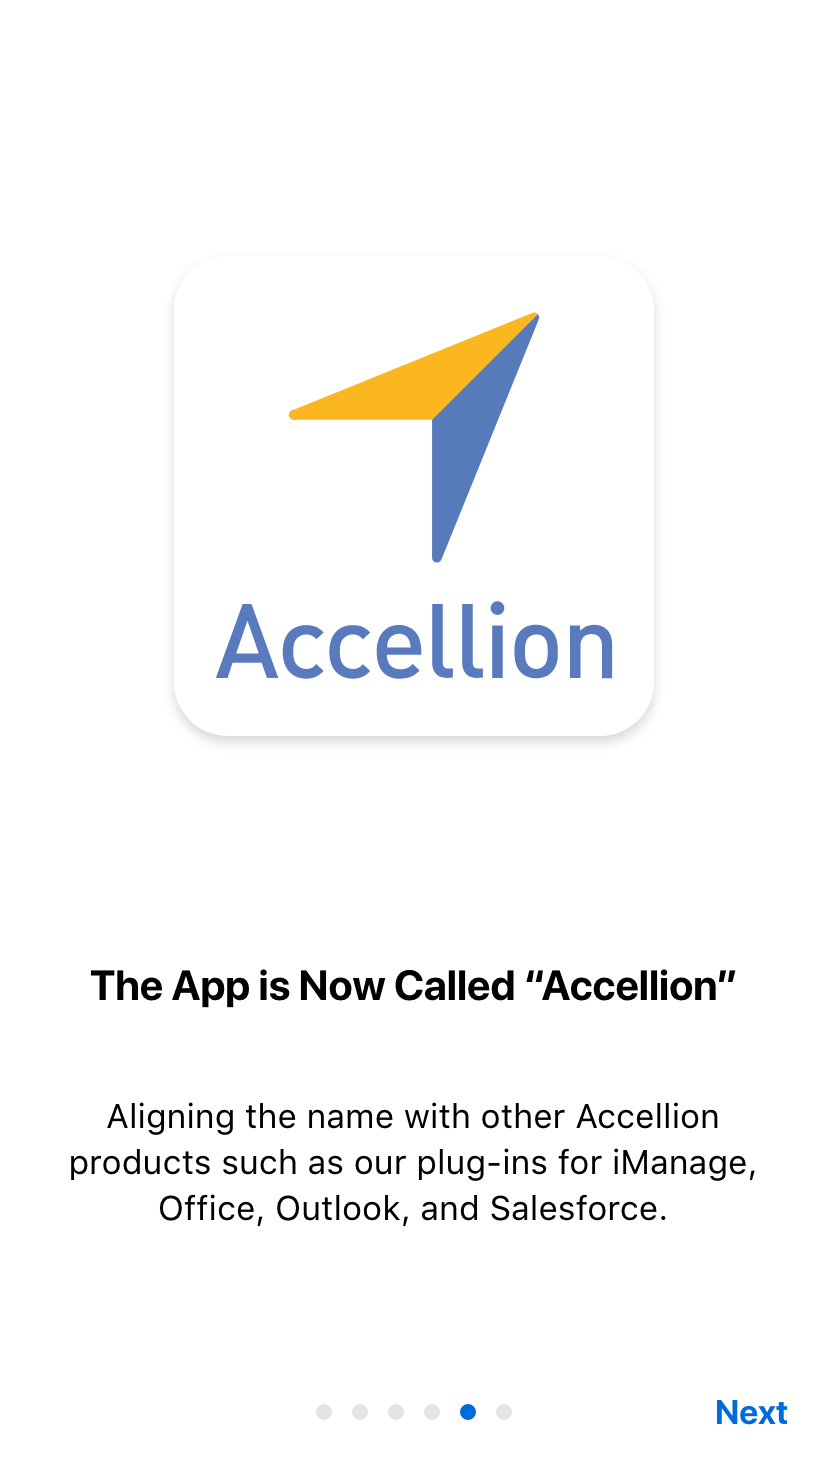 Accellion
The App is Now Called “Accellion”
Aligning the name with other Accellion
products such as our plug-ins for iManage,
Office, Outlook, and Salesforce.
Next